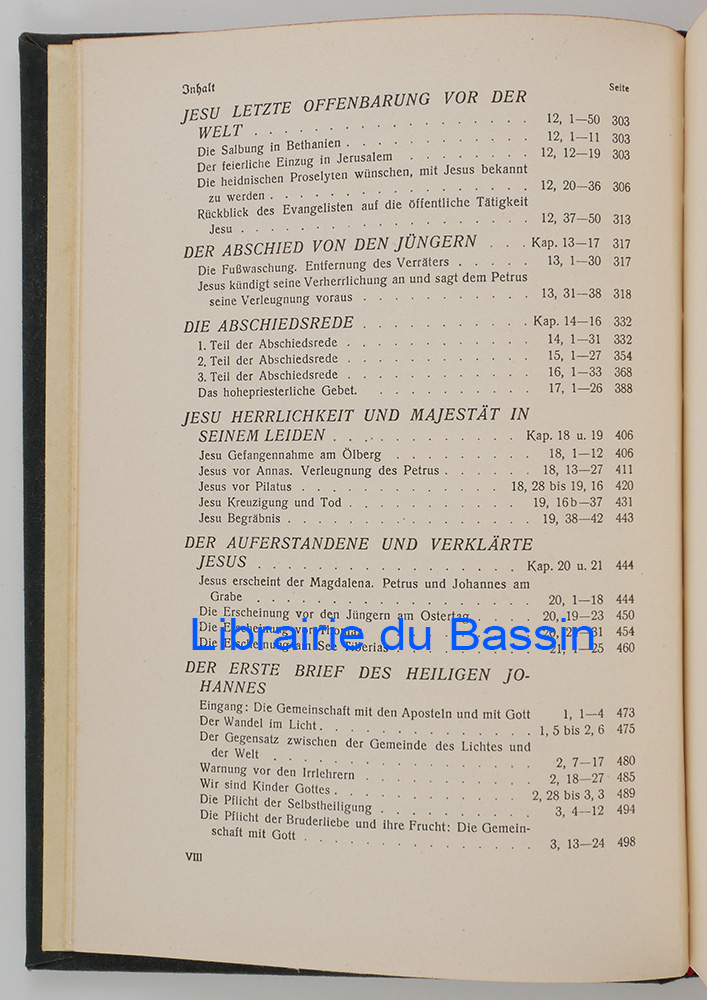 Inhalt Seite
JESU LETZTE OFFENBARUNG VOR DER
WELT . . . . . . . . . . . . . . . . . . 12, 1—50 303
Die Salbung in Bethanien . . . . . . . . . . . . 12, 1—11 303
Der feierliche Einzug in Jerusalem . . . . . . . . 12, 12—19 303
Die heidnischen Proselyten wünschen, mit Jesus bekannt
zu werden . . . . . . . . . . . . . . . . . 12, 20—36 306
Rückblick des Evangelisten auf die öffentliche Tätigkeit
Jesu . . . . . . . . . . . . . . . . . . . 12, 37—50 313
DER ABSCHIED VON DEN JÜNGERN . . . Kap. 13—17 317
Die Fußwaschung. Entfernung des Verräters . . . . . 13, 1—30 317
Jesus kündigt seine Verherrlichung an und sagt dem Petrus
seine Verleugnung voraus . . . . . . . . . . . 13, 31—38 318
DIE ABSCHIEDSREDE . . . . . . . . . . . Kap. 14—16 332
1. Teil der Abschiedsrede . . . . . . . . . . . . 14, 1—31 332
2. Teil der Abschiedsrede . . . . . . . . . . . . 15, 1—27 354
3. Teil der Abschiedsrede . . . . . . . . . . . . 16, 1—33 368
Das hohepriesterliche Gebet. . . . . . . . . . . 17, 1—26 388
JESU HERRLICHKEIT UND MAJESTÄT IN
SEINEM LEIDEN . . . . . . . . . . . . Kap. 18 u. 19 406
Jesu Gefangennahme am Ölberg . . . . . . . . . 18, 1—12 406
Jesus vor Annas. Verleugnung des Petrus . . . . . . 18, 13—27 411
Jesus vor Pilatus . . . . . . . . . . . . . 18, 28 bis 19, 16 420
Jesu Kreuzigung und Tod . . . . . . . . . . . . 19, 16b—37 431
Jesu Begräbnis . . . . . . . . . . . . . . . . 19, 38—42 443
DER AUFERSTANDENE UND VERKLÄRTE
JESUS . . . . . . . . . . . . . . . . . Kap. 20 u. 21 444
Jesus erscheint der Magdalena. Petrus und Johannes am
Grabe . . . . . . . . . . . . . . . . . . 20, 1—18 444
Die Erscheinung vor den Jüngern am Ostertag . . . . 20, 19—23 450
Die Erscheinung vor Thomas 31 454
Die Erscheinung am See Tiberias . . . . . . . . . 21, 1—25 460
Librairie du Bassin
DER ERSTE BRIEF DES HEILIGEN JO-
HANNES
Eingang: Die Gemeinschaft mit den Aposteln und mit Gott 1, 1—4 473
Der Wandel im Licht . . . . . . . . . . . . . . 1, 5 bis 2, 6 475
Der Gegensatz zwischen der Gemeinde des Lichtes und
der Welt . . . . . . . . . . . . . . . . . 2, 7—17 480
Warnung vor den Irrlehrern . . . . . . . . . . . 2, 18—27 485
Wir sind Kinder Gottes . . . . . . . . . . . . . 2, 28 bis 3, 3 489
Die Pflicht der Selbstheiligung . . . . . . . . . . 3, 4—12 494
Die Pflicht der Bruderliebe und ihre Frucht: Die Gemein-
schaft mit Gott . . . . . . . . . . . . . . . 3, 13—24 498
VIII